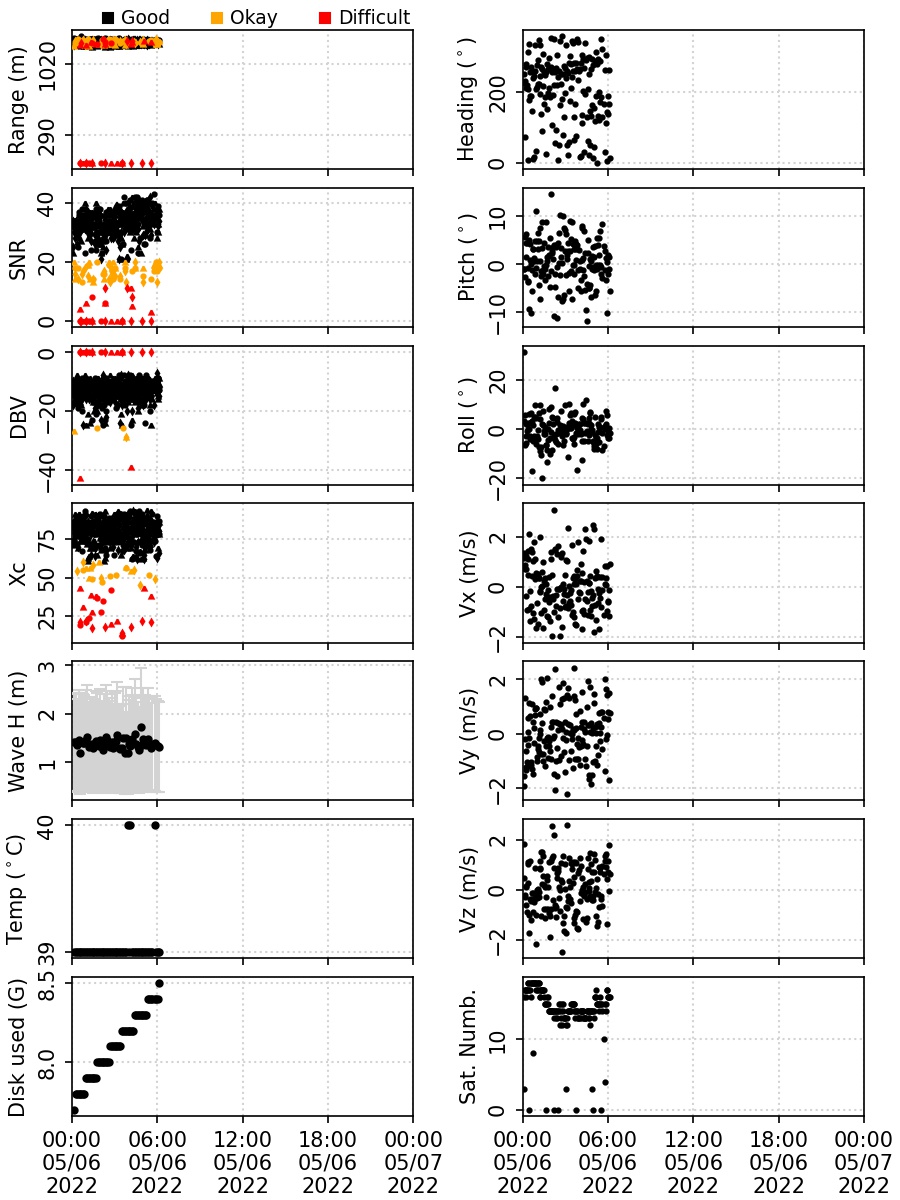 Good Okay Difficult
Range (m)
1020
290
Heading (°)
200
0
SNR
40
20
0
Pitch (°)
10
0
−10
DBV
0
−20
−40
Roll (°)
20
0
−20
Xc
75
50
25
Vx (m/s)
2
0
−2
Wave H (m)
3
2
1
Vy (m/s)
2
0
−2
Temp (°C)
40
39
Vz (m/s)
2
0
−2
Disk used (G)
8.5
8.0
Sat. Numb.
10
0
00:00 06:00 12:00 18:00 00:00
05/06 05/06 05/06 05/06 05/07
2022 2022 2022 2022 2022
00:00 06:00 12:00 18:00 00:00
05/06 05/06 05/06 05/06 05/07
2022 2022 2022 2022 2022